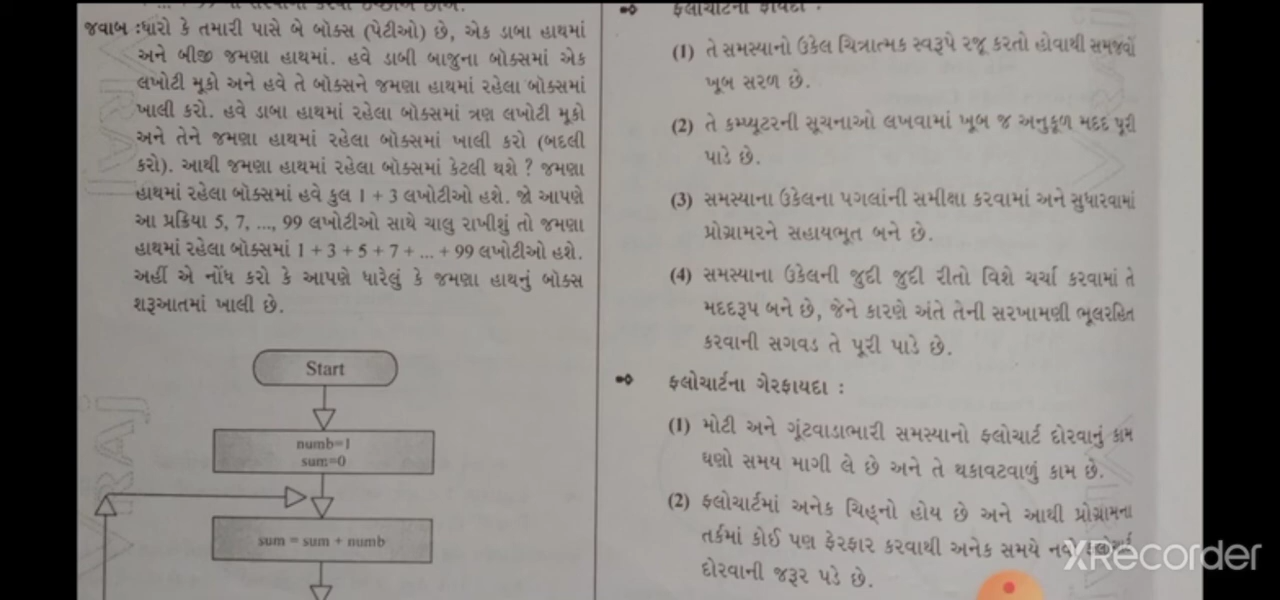 જવાબ : ધારો કે તમારી પાસે બે બૉક્સ (પેટીઓ) છે, એક ડાબા હાથમાં
અને બીજી જમણા હાથમાં. હવે ડાબી બાજુના બૉક્સમાં એક
લખોટી મૂકો અને હવે તે બૉક્સને જમણા હાથમાં રહેલા બૉક્સમાં
ખાલી કરો. હવે ડાબા હાથમાં રહેલા બૉક્સમાં ત્રણ લખોટી મૂકો
અને તેને જમણા હાથમાં રહેલા બૉક્સમાં ખાલી કરો (બદલી
કરો). આથી જમણા હાથમાં રહેલા બૉક્સમાં કેટલી થશે ? જમણા
હાથમાં રહેલા બૉક્સમાં હવે કુલ 1 + 3 લખોટીઓ હશે. જો આપણે
આ પ્રક્રિયા 5, 7, ..., 99 લખોટીઓ સાથે ચાલુ રાખીશું તો જમણા
હાથમાં રહેલા બૉક્સમાં 1 + 3 + 5 + 7 + ... + 99 લખોટીઓ હશે.
અહીં એ નોંધ કરો કે આપણે ધારેલું કે જમણા હાથનું બૉક્સ
શરૂઆતમાં ખાલી છે.
Start
numb=1
sum=0
sum = sum + numb
ફ્લોચાર્ટના ફાયદા :
(1) તે સમસ્યાનો ઉકેલ ચિત્રાત્મક સ્વરૂપે રજૂ કરતો હોવાથી સમજવો
ખૂબ સરળ છે.
(2) તે કમ્પ્યૂટરની સૂચનાઓ લખવામાં ખૂબ જ અનુકૂળ મદદ પૂરી
પાડે છે.
(3) સમસ્યાના ઉકેલના પગલાંની સમીક્ષા કરવામાં અને સુધારવામાં
પ્રોગ્રામરને સહાયભૂત બને છે.
(4) સમસ્યાના ઉકેલની જુદી જુદી રીતો વિશે ચર્ચા કરવામાં તે
મદદરૂપ બને છે, જેને કારણે અંતે તેની સરખામણી ભૂલરહિત
કરવાની સગવડ તે પૂરી પાડે છે.
ફ્લોચાર્ટના ગેરફાયદા :
(1) મોટી અને ગૂંટવાડાભારી સમસ્યાનો ફ્લોચાર્ટ દોરવાનું કામ
ઘણો સમય માગી લે છે અને તે થકાવટવાળું કામ છે.
(2) ફ્લોચાર્ટમાં અનેક ચિહ્નો હોય છે અને આથી પ્રોગ્રામના
તર્કમાં કોઈ પણ ફેરફાર કરવાથી અનેક સમયે નવો ફ્લોચાર્ટ
દોરવાની જરૂર પડે છે.
XRecorder